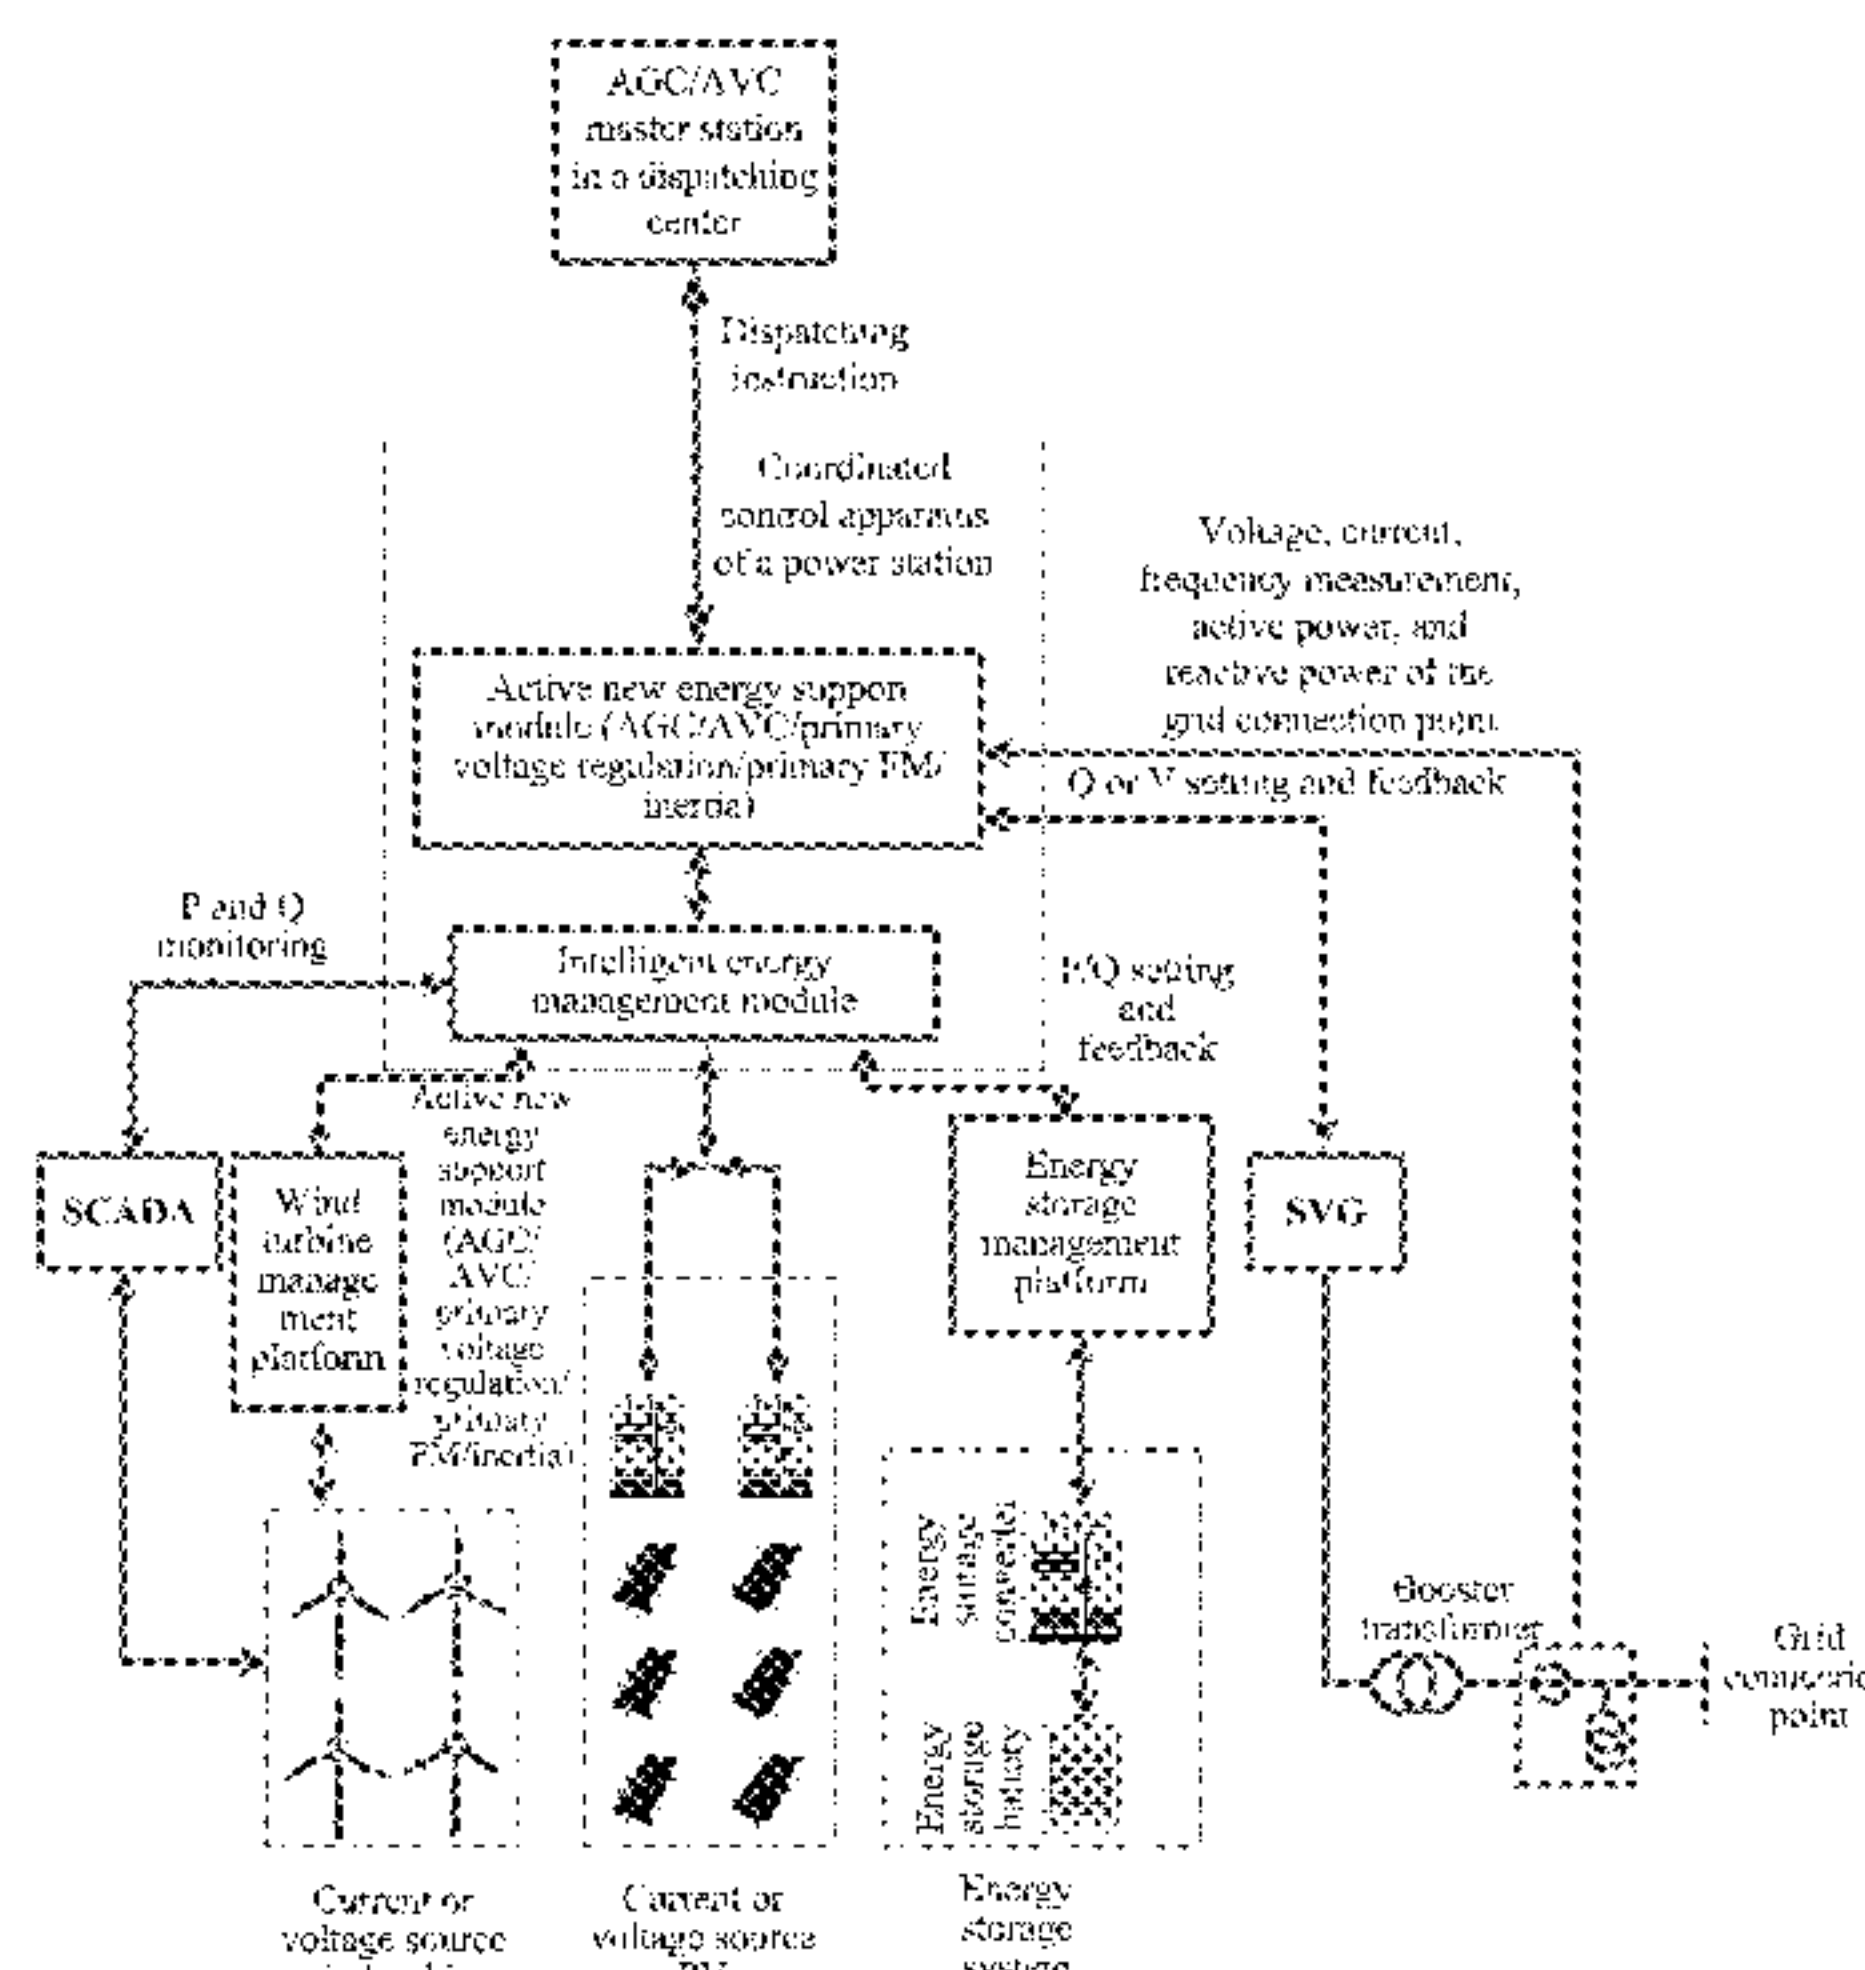 AGC/AVC
master station
in a dispatching
center
Dispatching
instruction
Coordinated
control apparatus
of a power station
Voltage, current,
frequency measurement,
active power, and
reactive power of the
grid connection point
Active new energy support
module (AGC/AVC/primary
voltage regulation/primary FM/
inertia)
Q or V setting and feedback
P and Q
monitoring
Intelligent energy
management module
P/Q setting
and
feedback
Active new
energy
support
module
(AGC/
AVC/
primary
voltage
regulation/
primary
FM/inertia)
SCADA
Wind
turbine
manage
ment
platform
Energy
storage
management
platform
SVG
Energy
storage
converter
Energy
storage
battery
Booster
transformer
Grid
point
Current or
voltage source
Current or
voltage source
PV
Energy
storage
system